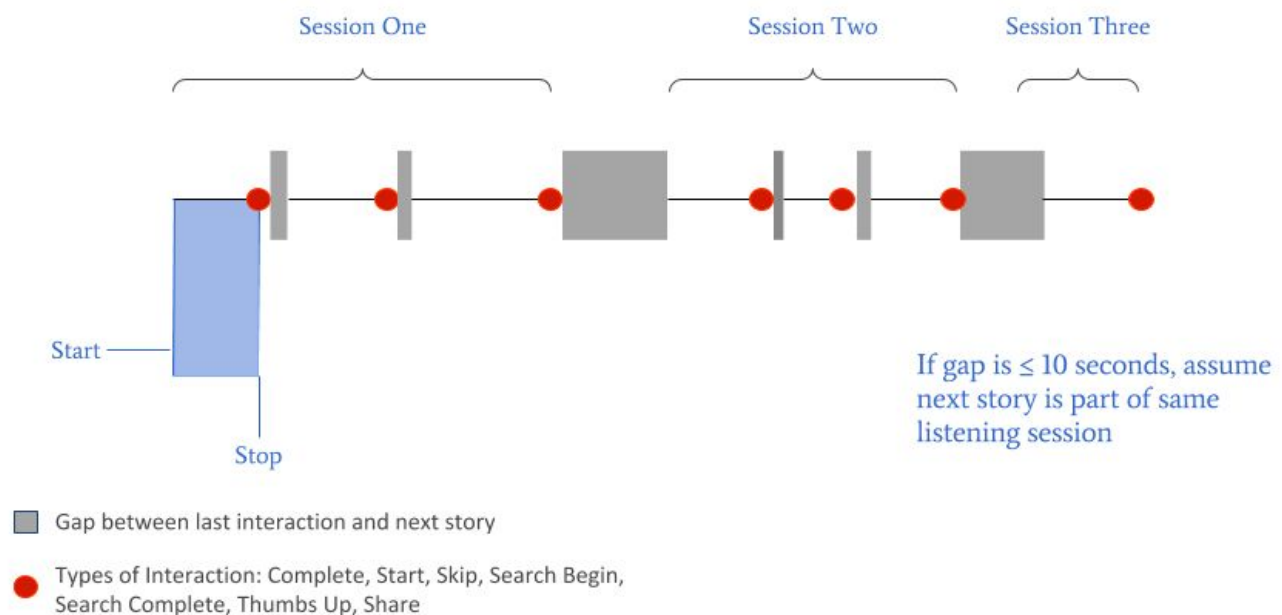 Session One
Session Two
Session Three
Start
Stop
If gap is ≤ 10 seconds, assume
next story is part of same
listening session
Gap between last interaction and next story
Types of Interaction: Complete, Start, Skip, Search Begin,
Search Complete, Thumbs Up, Share